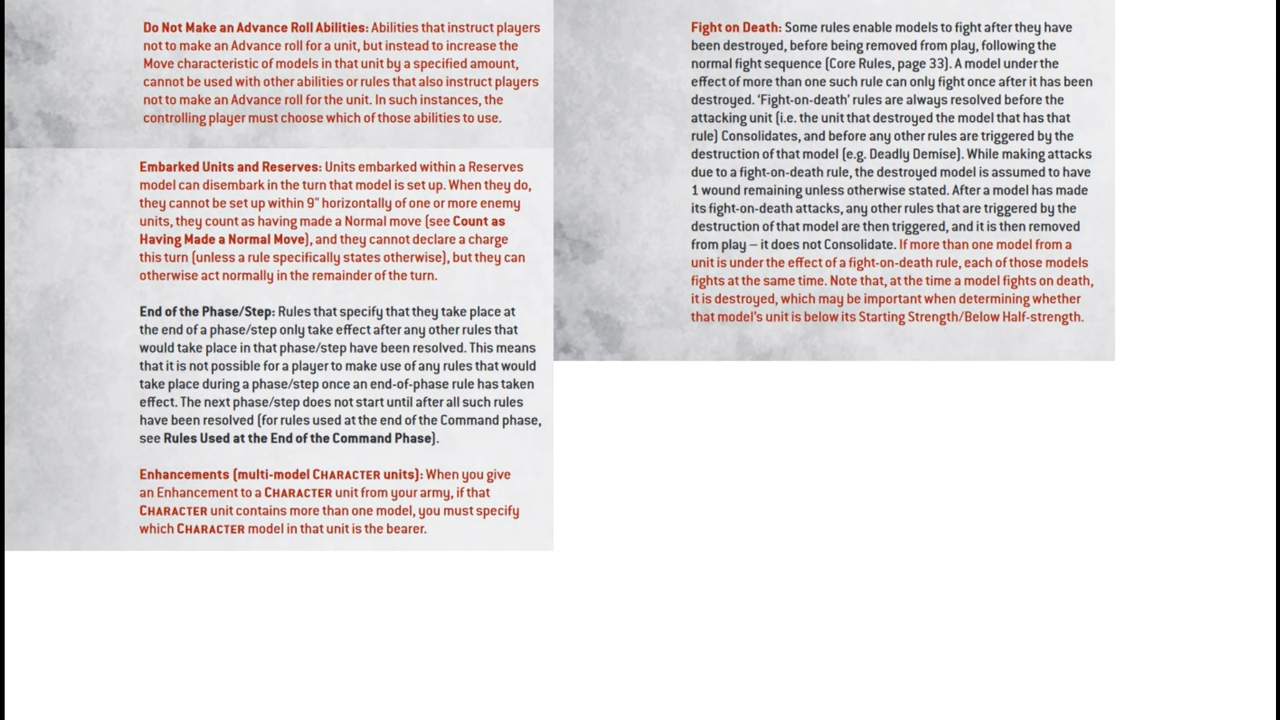 Do Not Make an Advance Roll Abilities: Abilities that instruct players
not to make an Advance roll for a unit, but instead to increase the
Move characteristic of models in that unit by a specified amount,
cannot be used with other abilities or rules that also instruct players
not to make an Advance roll for the unit. In such instances, the
controlling player must choose which of those abilities to use.
Embarked Units and Reserves: Units embarked within a Reserves
model can disembark in the turn that model is set up. When they do,
they cannot be set up within 9" horizontally of one or more enemy
units, they count as having made a Normal move (see Count as
Having Made a Normal Move), and they cannot declare a charge
this turn (unless a rule specifically states otherwise), but they can
otherwise act normally in the remainder of the turn.
End of the Phase/Step: Rules that specify that they take place at
the end of a phase/step only take effect after any other rules that
would take place in that phase/step have been resolved. This means
that it is not possible for a player to make use of any rules that would
take place during a phase/step once an end-of-phase rule has taken
effect. The next phase/step does not start until after all such rules
have been resolved (for rules used at the end of the Command phase,
see Rules Used at the End of the Command Phase).
Enhancements (multi-model CHARACTER units): When you give
an Enhancement to a CHARACTER unit from your army, if that
CHARACTER unit contains more than one model, you must specify
which CHARACTER model in that unit is the bearer.
Fight on Death: Some rules enable models to fight after they have
been destroyed, before being removed from play, following the
normal fight sequence (Core Rules, page 33). A model under the
effect of more than one such rule can only fight once after it has been
destroyed. 'Fight-on-death' rules are always resolved before the
attacking unit (i.e. the unit that destroyed the model that has that
rule) Consolidates, and before any other rules are triggered by the
destruction of that model (e.g. Deadly Demise). While making attacks
due to a fight-on-death rule, the destroyed model is assumed to have
1 wound remaining unless otherwise stated. After a model has made
its fight-on-death attacks, any other rules that are triggered by the
destruction of that model are then triggered, and it is then removed
from play – it does not Consolidate. If more than one model from a
unit is under the effect of a fight-on-death rule, each of those models
fights at the same time. Note that, at the time a model fights on death,
it is destroyed, which may be important when determining whether
that model's unit is below its Starting Strength/Below Half-strength.